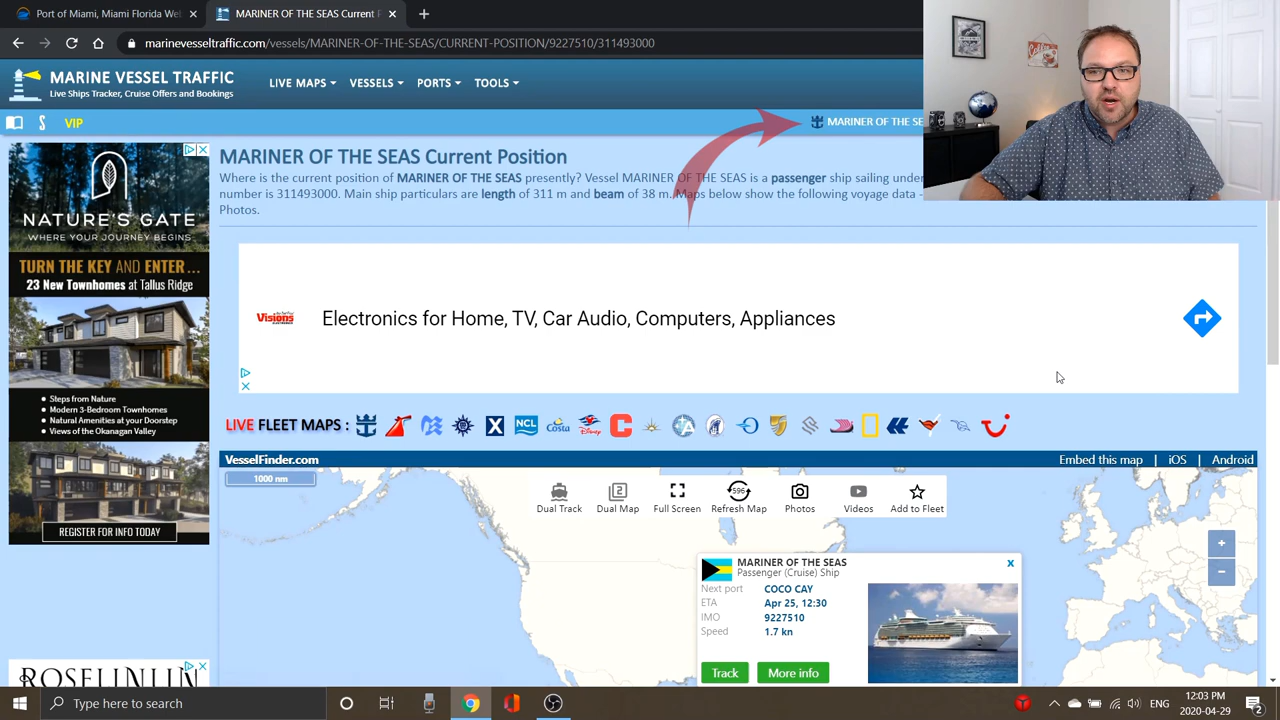 Port of Miami, Miami Florida We
MARINER OF THE SEAS Current P
marinevesseltraffic.com/vessels/MARINER-OF-THE-SEAS/CURRENT-POSITION/9227510/311493000
MARINE VESSEL TRAFFIC
Live Ships Tracker, Cruise Offers and Bookings
LIVE MAPS
VESSELS
PORTS
TOOLS
VIP
MARINER OF THE SE
MARINER OF THE SEAS Current Position
Where is the current position of MARINER OF THE SEAS presently? Vessel MARINER OF THE SEAS is a passenger ship sailing under
number is 311493000. Main ship particulars are length of 311 m and beam of 38 m. Maps below show the following voyage data -
Photos.
NATURE'S GATE
WHERE YOUR JOURNEY BEGINS
TURN THE KEY AND ENTER...
23 New Townhomes at Tallus Ridge
Steps from Nature
Modern 3-Bedroom Townhomes
Natural Amenities at your Doorstep
Views of the Okanagan Valley
REGISTER FOR INFO TODAY
Visions
Electronics for Home, TV, Car Audio, Computers, Appliances
LIVE FLEET MAPS :
NCL
Costa
Disney
VesselFinder.com
Embed this map | iOS | Android
1000 nm
Dual Track
2
Dual Map
Full Screen
596
Refresh Map
Photos
Videos
Add to Fleet
+
−
MARINER OF THE SEAS
Passenger (Cruise) Ship
x
Next port COCO CAY
ETA Apr 25, 12:30
IMO 9227510
Speed 1.7 kn
Track
More info
ROSELINLIN
Type here to search
ENG
12:03 PM
2020-04-29
2